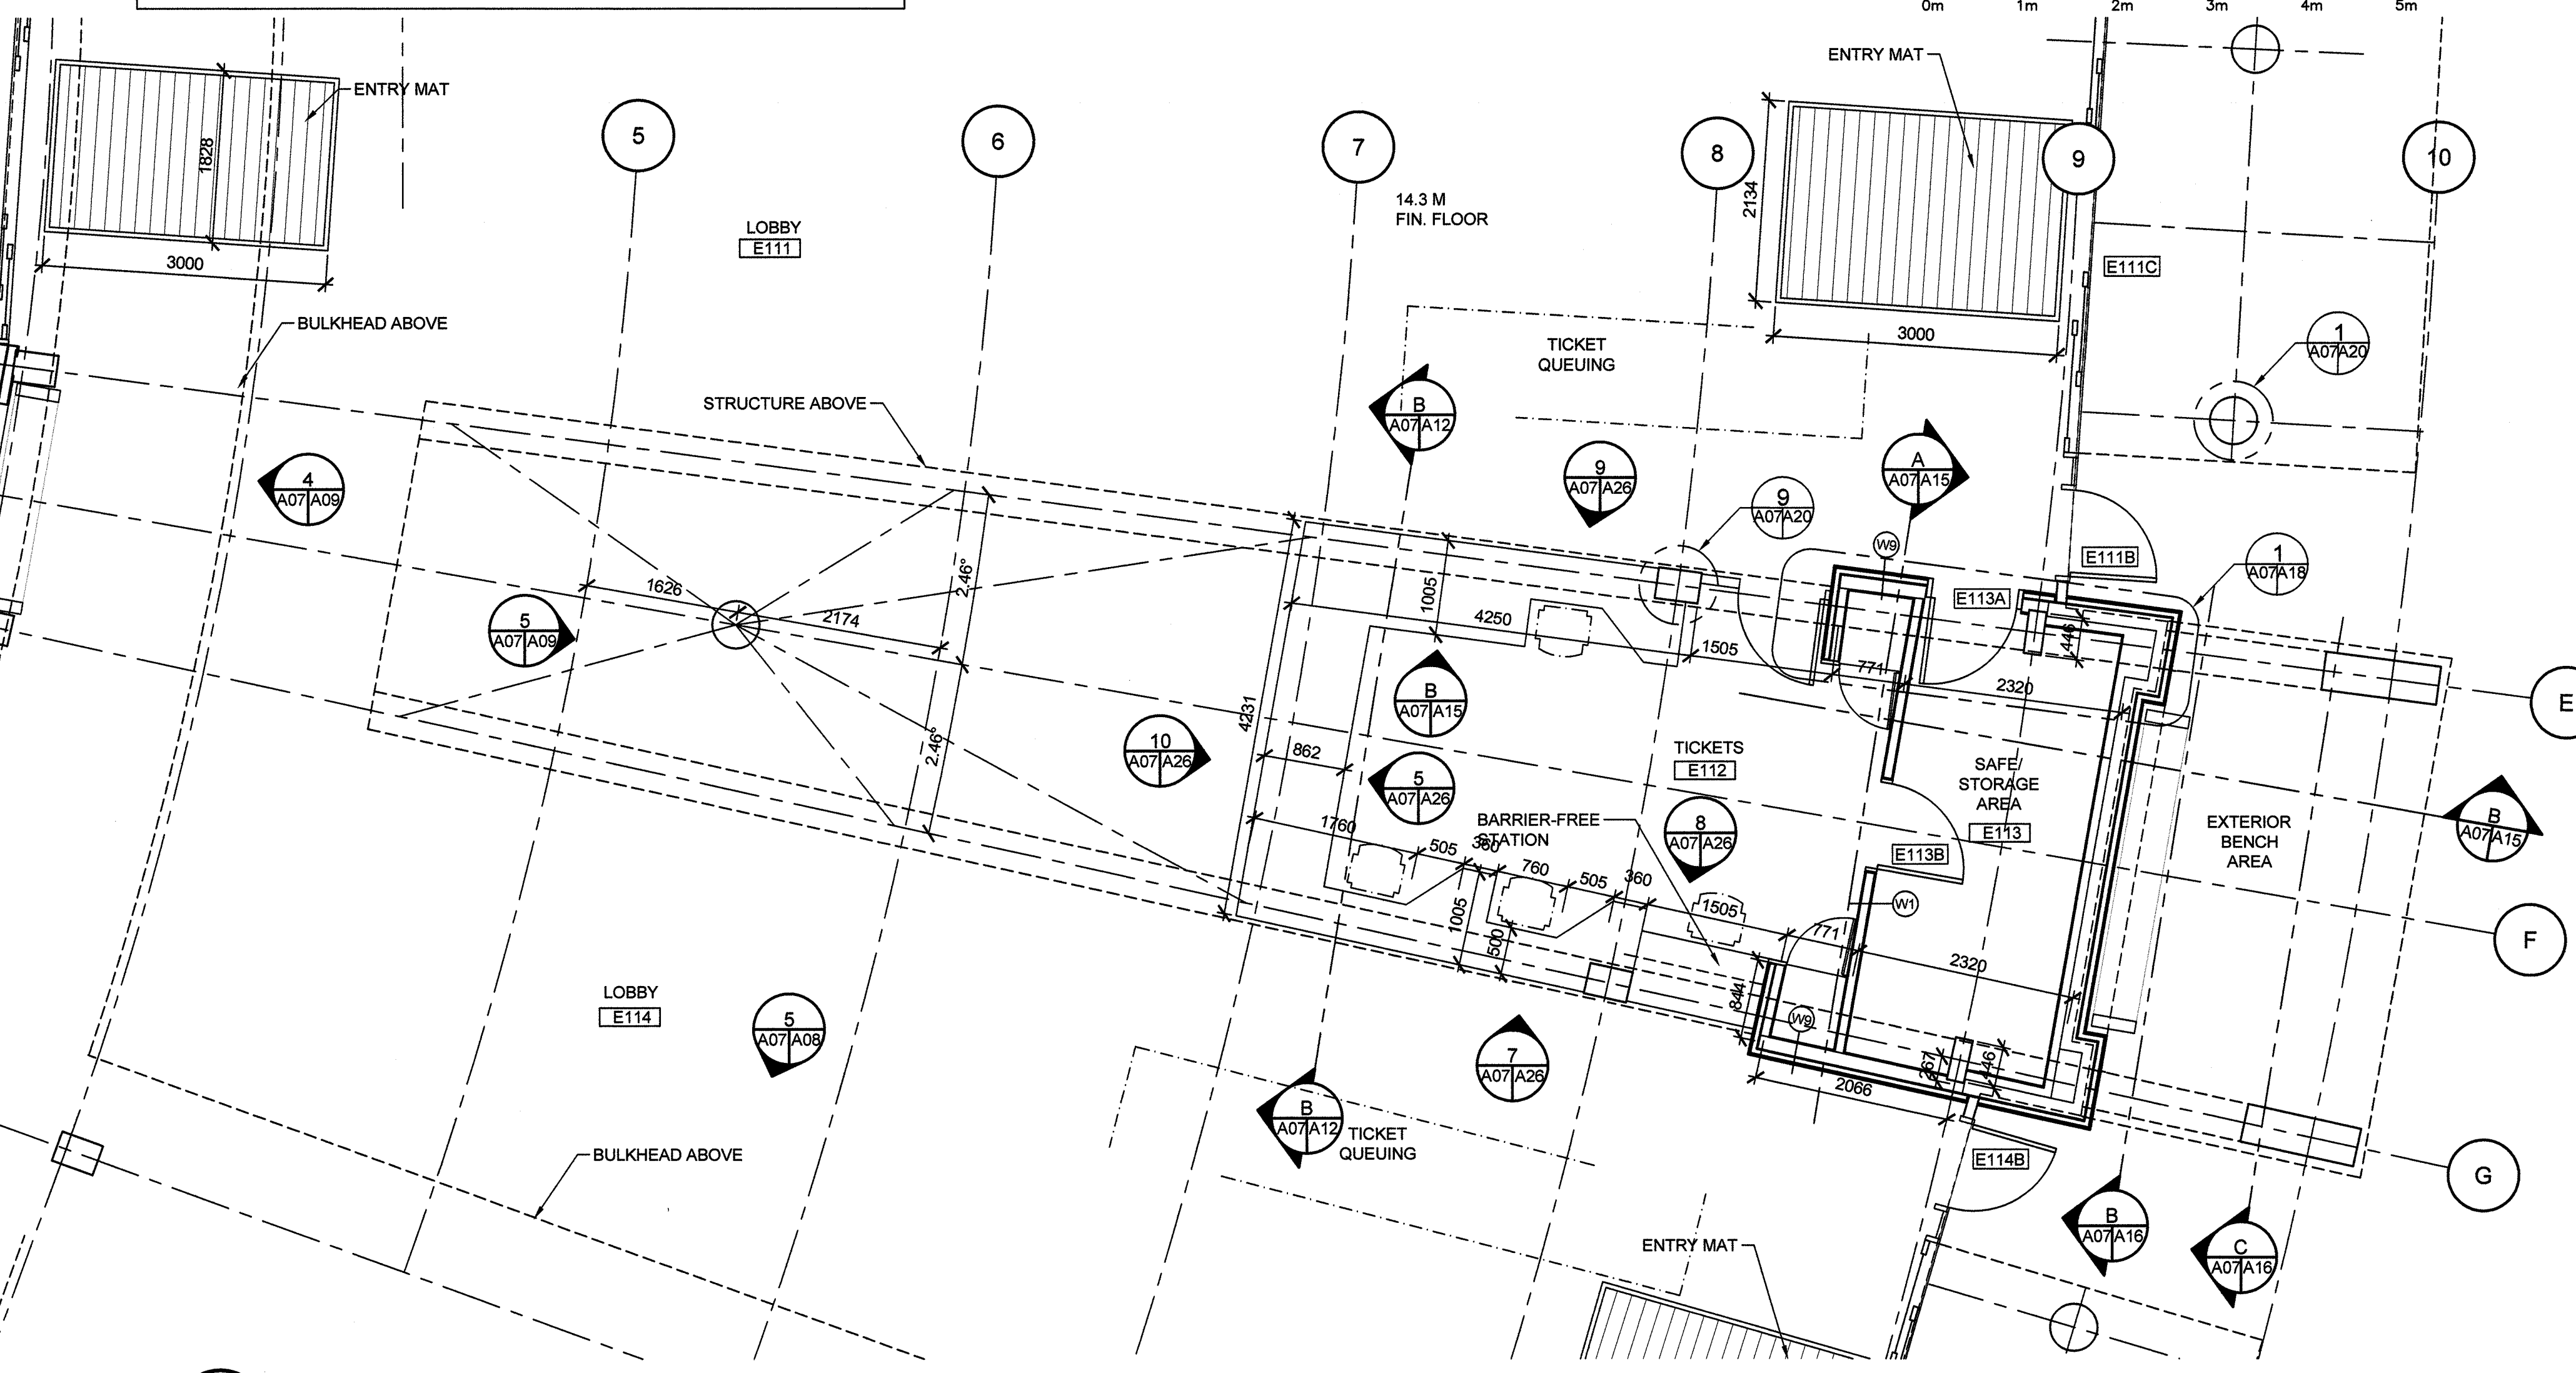 0m 1m 2m 3m 4m 5m
ENTRY MAT
1828
3000
BULKHEAD ABOVE
5
6
7
8
9
10
LOBBY
E111
14.3 M
FIN. FLOOR
ENTRY MAT
2134
3000
E111C
1
A07 A20
TICKET
QUEUING
STRUCTURE ABOVE
B
A07 A12
4
A07 A09
9
A07 A26
9
A07 A20
A
A07 A15
W9
E111B
1
A07 A18
E113A
1626
2174
2.46°
2.46°
5
A07 A09
1005
4250
1505
771
446
2320
E
4231
862
B
A07 A15
10
A07 A26
5
A07 A26
TICKETS
E112
SAFE/
STORAGE
AREA
E113
EXTERIOR
BENCH
AREA
B
A07 A15
BARRIER-FREE
STATION
8
A07 A26
E113B
1760
505
360
760
505
360
1505
771
W1
2320
F
1005
500
844
W9
267
446
2066
LOBBY
E114
5
A07 A08
7
A07 A26
B
A07 A12
TICKET
QUEUING
BULKHEAD ABOVE
E114B
G
B
A07 A16
C
A07 A16
ENTRY MAT